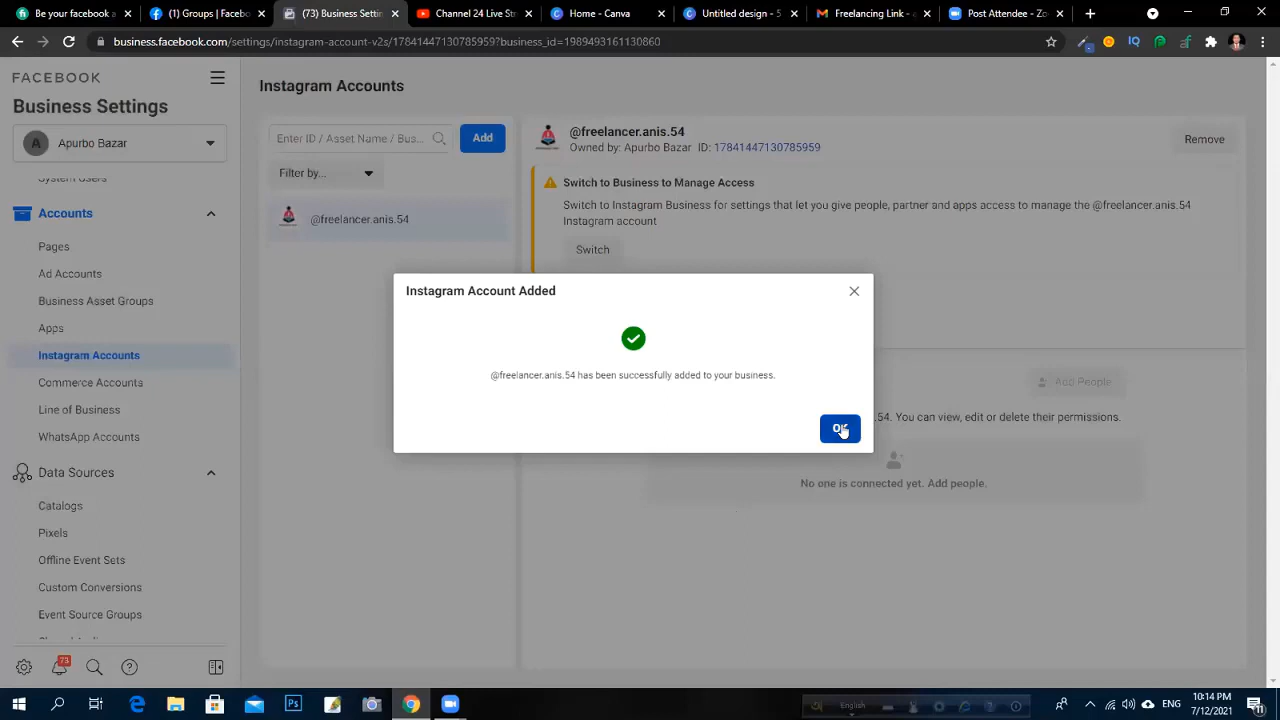 Be your facebook a
(1) Groups | Facebo
(73) Business Setti
Channel 24 Live Str
Home - Canva
Untitled design - 5
Freelancing Link - 
Post Attendee - Zo
business.facebook.com/settings/instagram-account-v2s/17841447130785959?business_id=1989493161130860
FACEBOOK
Business Settings
A Apurbo Bazar
System Users
Accounts
Pages
Ad Accounts
Business Asset Groups
Apps
Instagram Accounts
Commerce Accounts
Line of Business
WhatsApp Accounts
Data Sources
Catalogs
Pixels
Offline Event Sets
Custom Conversions
Event Source Groups
73
Instagram Accounts
Enter ID / Asset Name / Bus...
Add
Filter by...
@freelancer.anis.54
@freelancer.anis.54
Owned by: Apurbo Bazar ID: 17841447130785959
Remove
Switch to Business to Manage Access
Switch to Instagram Business for settings that let you give people, partner and apps access to manage the @freelancer.anis.54
Instagram account
Switch
Instagram Account Added
@freelancer.anis.54 has been successfully added to your business.
OK
Add People
.54. You can view, edit or delete their permissions.
No one is connected yet. Add people.
English
ENG
10:14 PM
7/12/2021